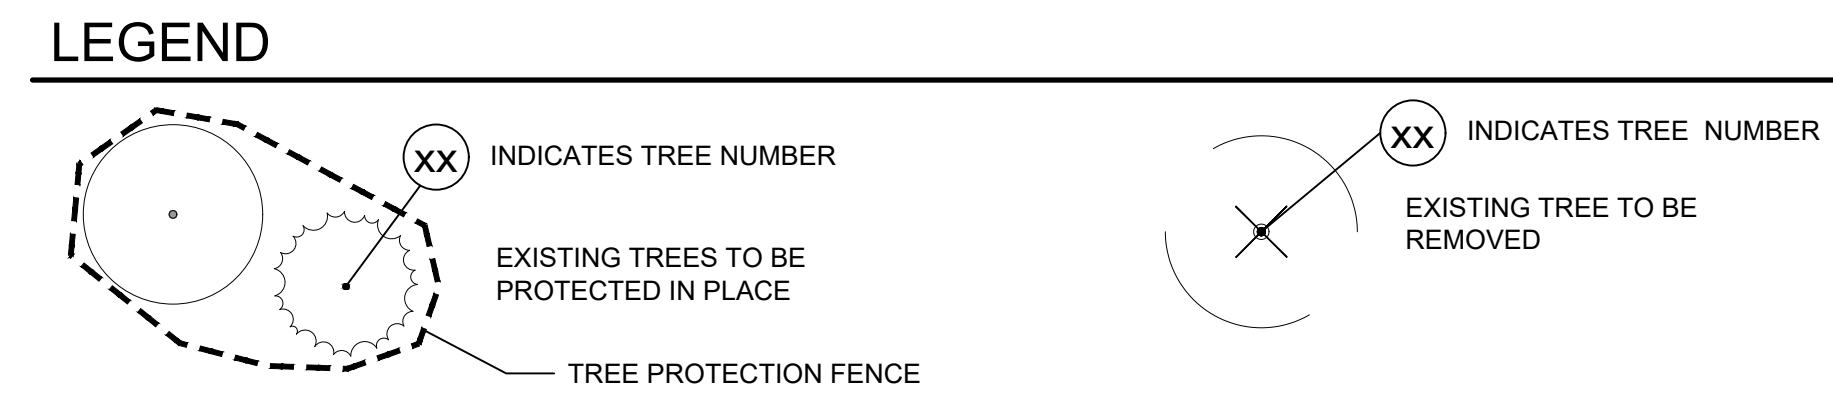 LEGEND
XX
INDICATES TREE NUMBER
EXISTING TREES TO BE
PROTECTED IN PLACE
TREE PROTECTION FENCE
XX
INDICATES TREE NUMBER
EXISTING TREE TO BE
REMOVED